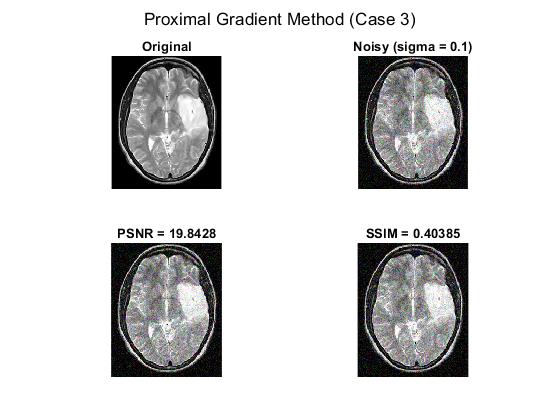 Proximal Gradient Method (Case 3)
Original
Noisy (sigma = 0.1)
PSNR = 19.8428
SSIM = 0.40385